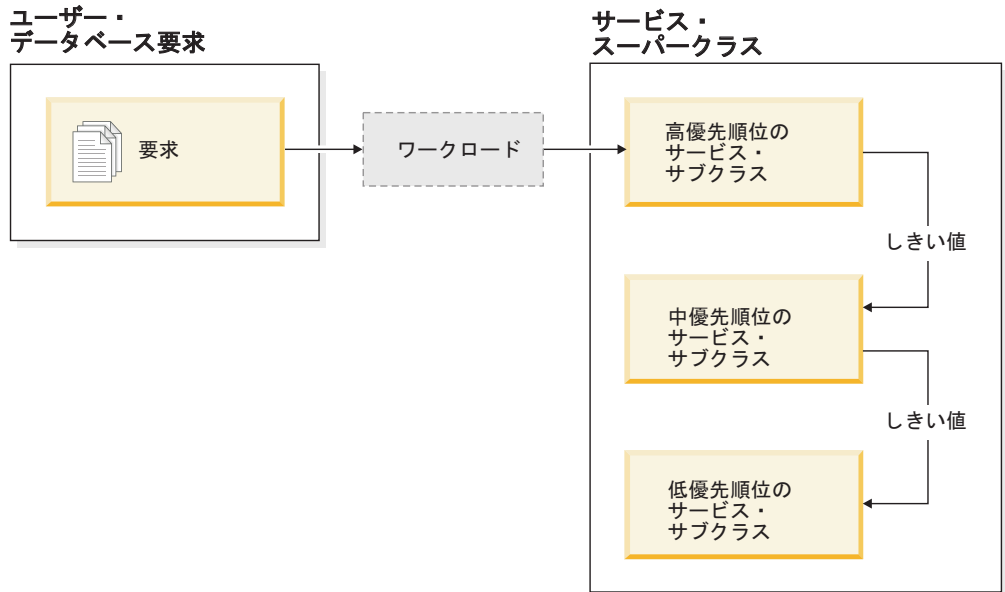 ユーザー・
データベース要求
要求
ワークロード
サービス・
スーパークラス
高優先順位の
サービス・
サブクラス
しきい値
中優先順位の
サービス・
サブクラス
しきい値
低優先順位の
サービス・
サブクラス